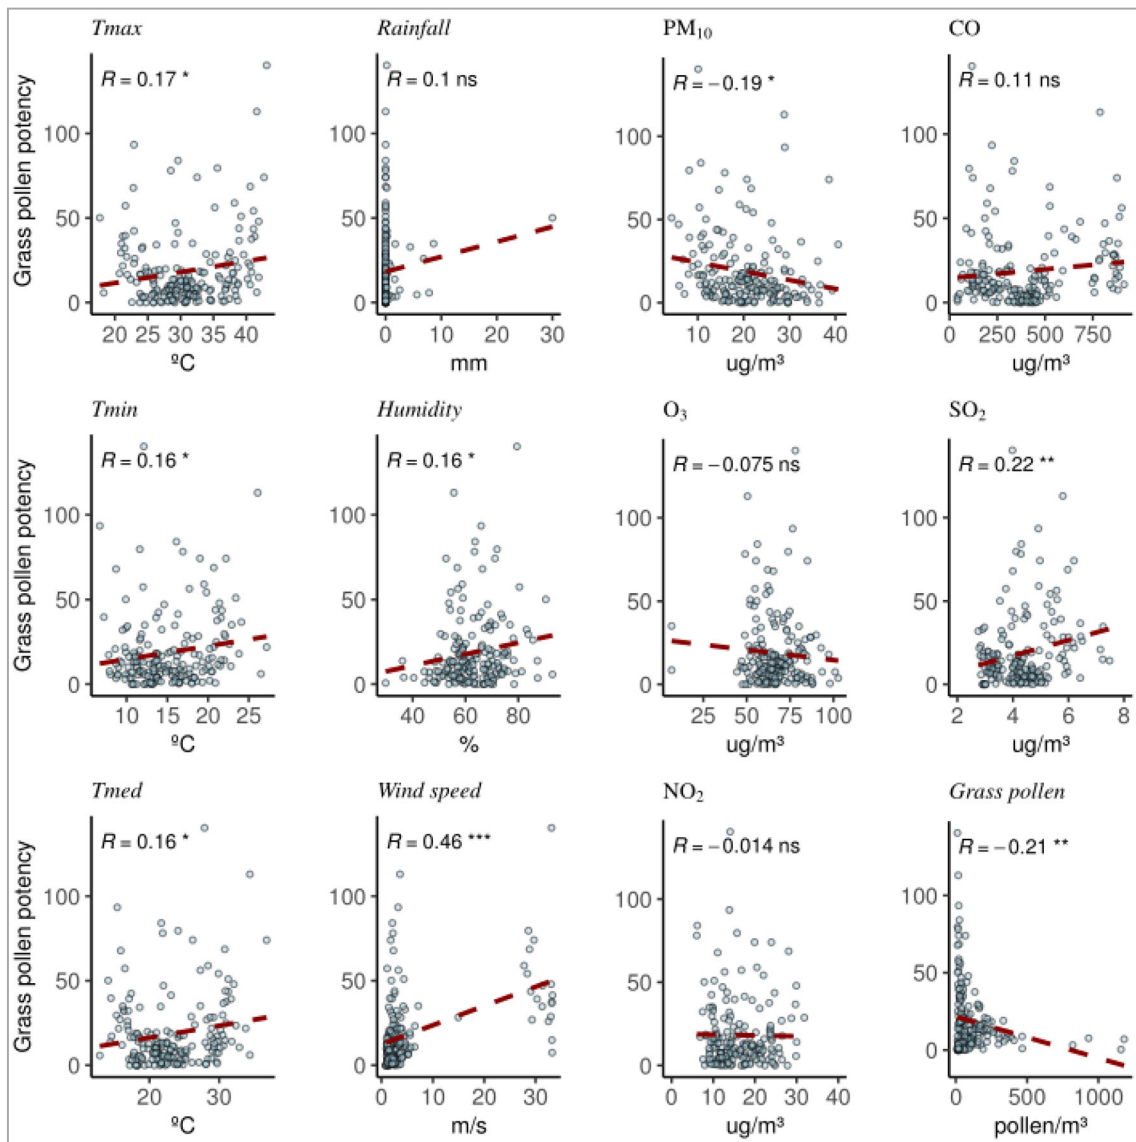 Tmax
Rainfall
PM10
CO
Grass pollen potency
R = 0.17 *
R = 0.1 ns
R = −0.19 *
R = 0.11 ns
100
100
100
100
50
50
50
50
0
0
0
0
20 25 30 35 40
0 10 20 30
10 20 30 40
0 250 500 750
ºC
mm
ug/m³
ug/m³
Tmin
Humidity
O3
SO2
Grass pollen potency
R = 0.16 *
R = 0.16 *
R = −0.075 ns
R = 0.22 **
100
100
100
100
50
50
50
50
0
0
0
0
10 15 20 25
40 60 80
25 50 75 100
2 4 6 8
ºC
%
ug/m³
ug/m³
Tmed
Wind speed
NO2
Grass pollen
Grass pollen potency
R = 0.16 *
R = 0.46 ***
R = −0.014 ns
R = −0.21 **
100
100
100
100
50
50
50
50
0
0
0
0
20 30
0 10 20 30
0 10 20 30 40
0 500 1000
ºC
m/s
ug/m³
pollen/m³